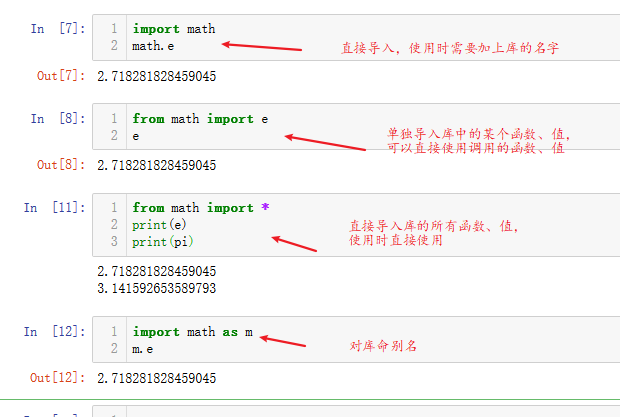 In [7]:
1 import math
2 math.e
直接导入，使用时需要加上库的名字
Out[7]: 2.718281828459045
In [8]:
1 from math import e
2 e
单独导入库中的某个函数、值，
可以直接使用调用的函数、值
Out[8]: 2.718281828459045
In [11]:
1 from math import *
2 print(e)
3 print(pi)
直接导入库的所有函数、值，
使用时直接使用
2.718281828459045
3.141592653589793
In [12]:
1 import math as m
2 m.e
对库命别名
Out[12]: 2.718281828459045